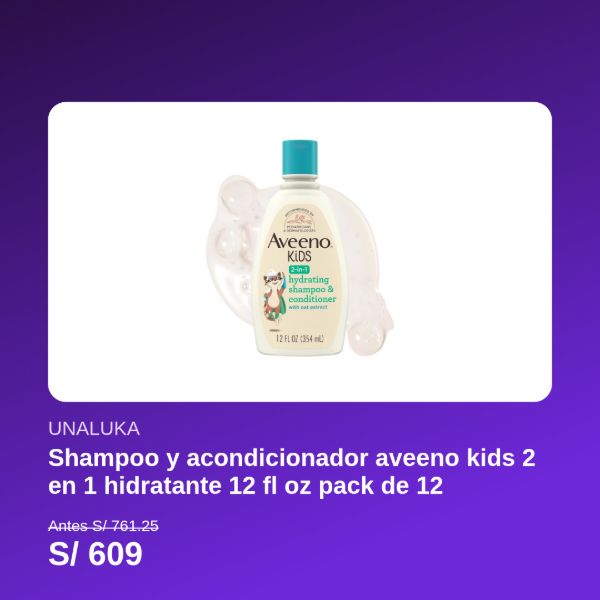 Aveeno
KiDS
2-in-1
hydrating
shampoo &
conditioner
with oat extract
12 FL OZ (354 mL)
UNALUKA
Shampoo y acondicionador aveeno kids 2
en 1 hidratante 12 fl oz pack de 12
Antes S/ 761.25
S/ 609